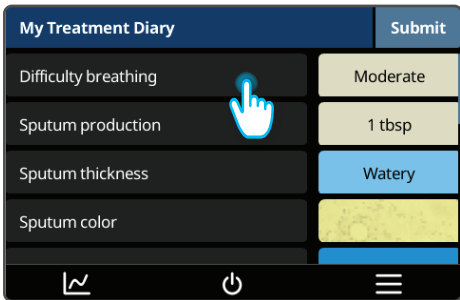 My Treatment Diary Submit
Difficulty breathing Moderate
Sputum production 1 tbsp
Sputum thickness Watery
Sputum color